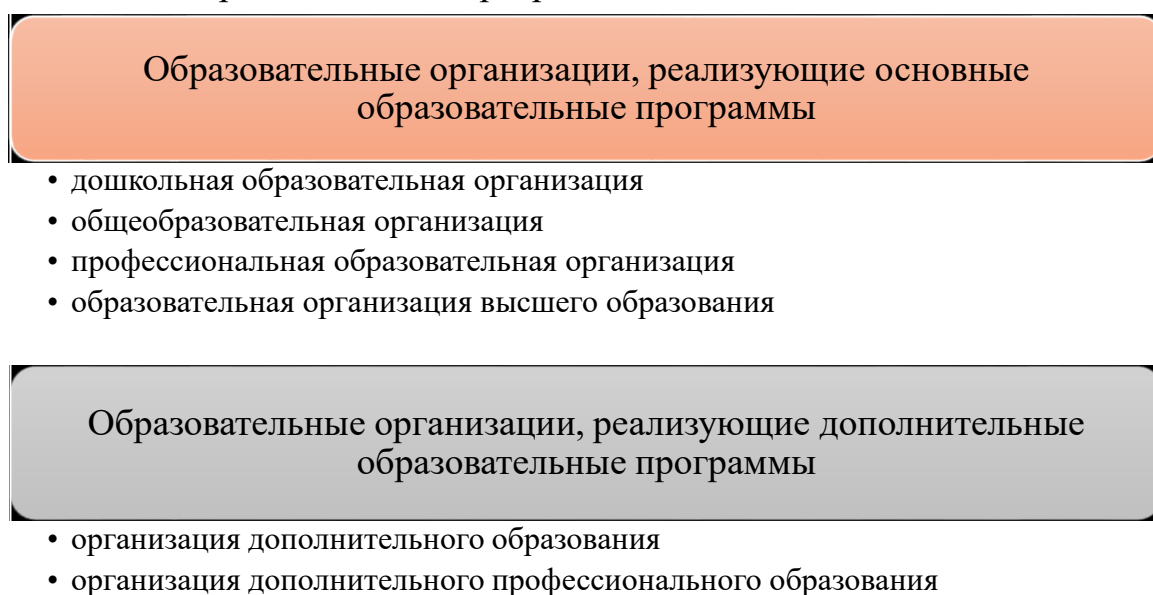 Образовательные организации, реализующие основные
образовательные программы
• дошкольная образовательная организация
• общеобразовательная организация
• профессиональная образовательная организация
• образовательная организация высшего образования
Образовательные организации, реализующие дополнительные
образовательные программы
• организация дополнительного образования
• организация дополнительного профессионального образования